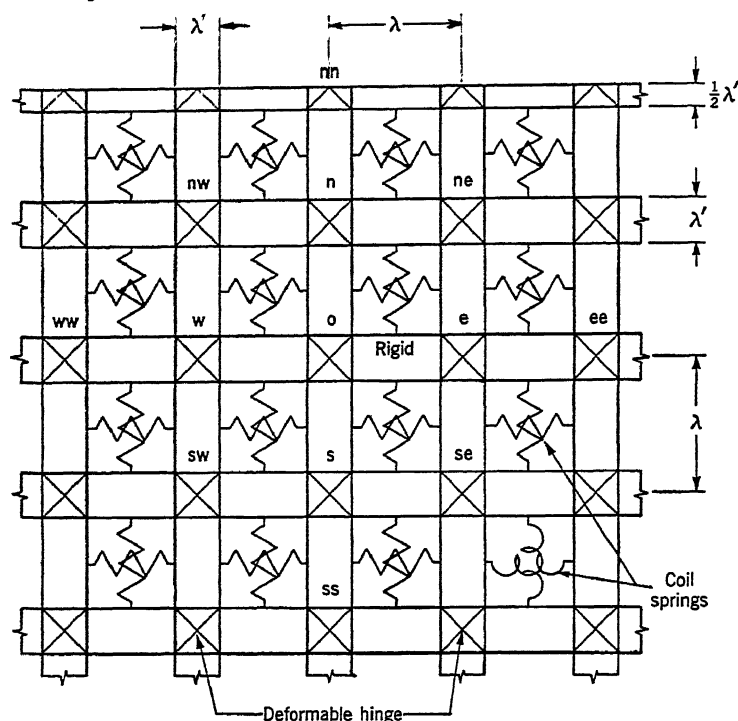 λ'
λ
nn
½λ'
nw
n
ne
λ'
ww
w
o
e
ee
Rigid
λ
sw
s
se
ss
Coil
springs
Deformable hinge